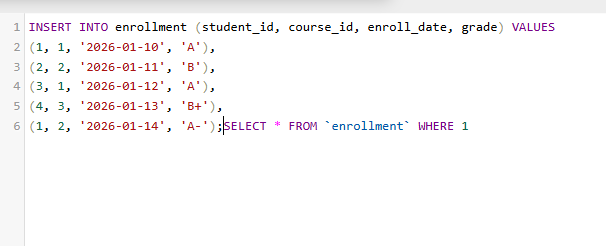 1 INSERT INTO enrollment (student_id, course_id, enroll_date, grade) VALUES
2 (1, 1, '2026-01-10', 'A'),
3 (2, 2, '2026-01-11', 'B'),
4 (3, 1, '2026-01-12', 'A'),
5 (4, 3, '2026-01-13', 'B+'),
6 (1, 2, '2026-01-14', 'A-');SELECT * FROM `enrollment` WHERE 1